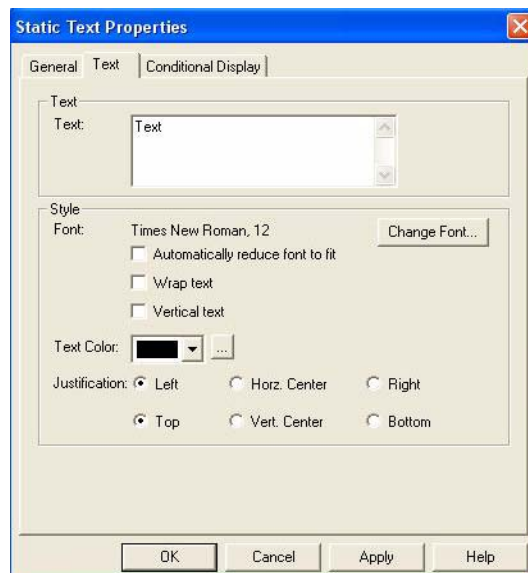 Static Text Properties
General Text Conditional Display
Text
Text: Text
Style
Font: Times New Roman, 12 Change Font...
Automatically reduce font to fit
Wrap text
Vertical text
Text Color: ...
Justification: Left Horz. Center Right
Top Vert. Center Bottom
OK Cancel Apply Help